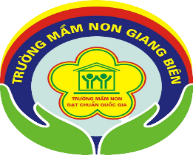 TRƯỜNG MẦM NON GIANG BIÊN
TRƯỜNG MẦM NON
ĐẠT CHUẨN QUỐC GIA